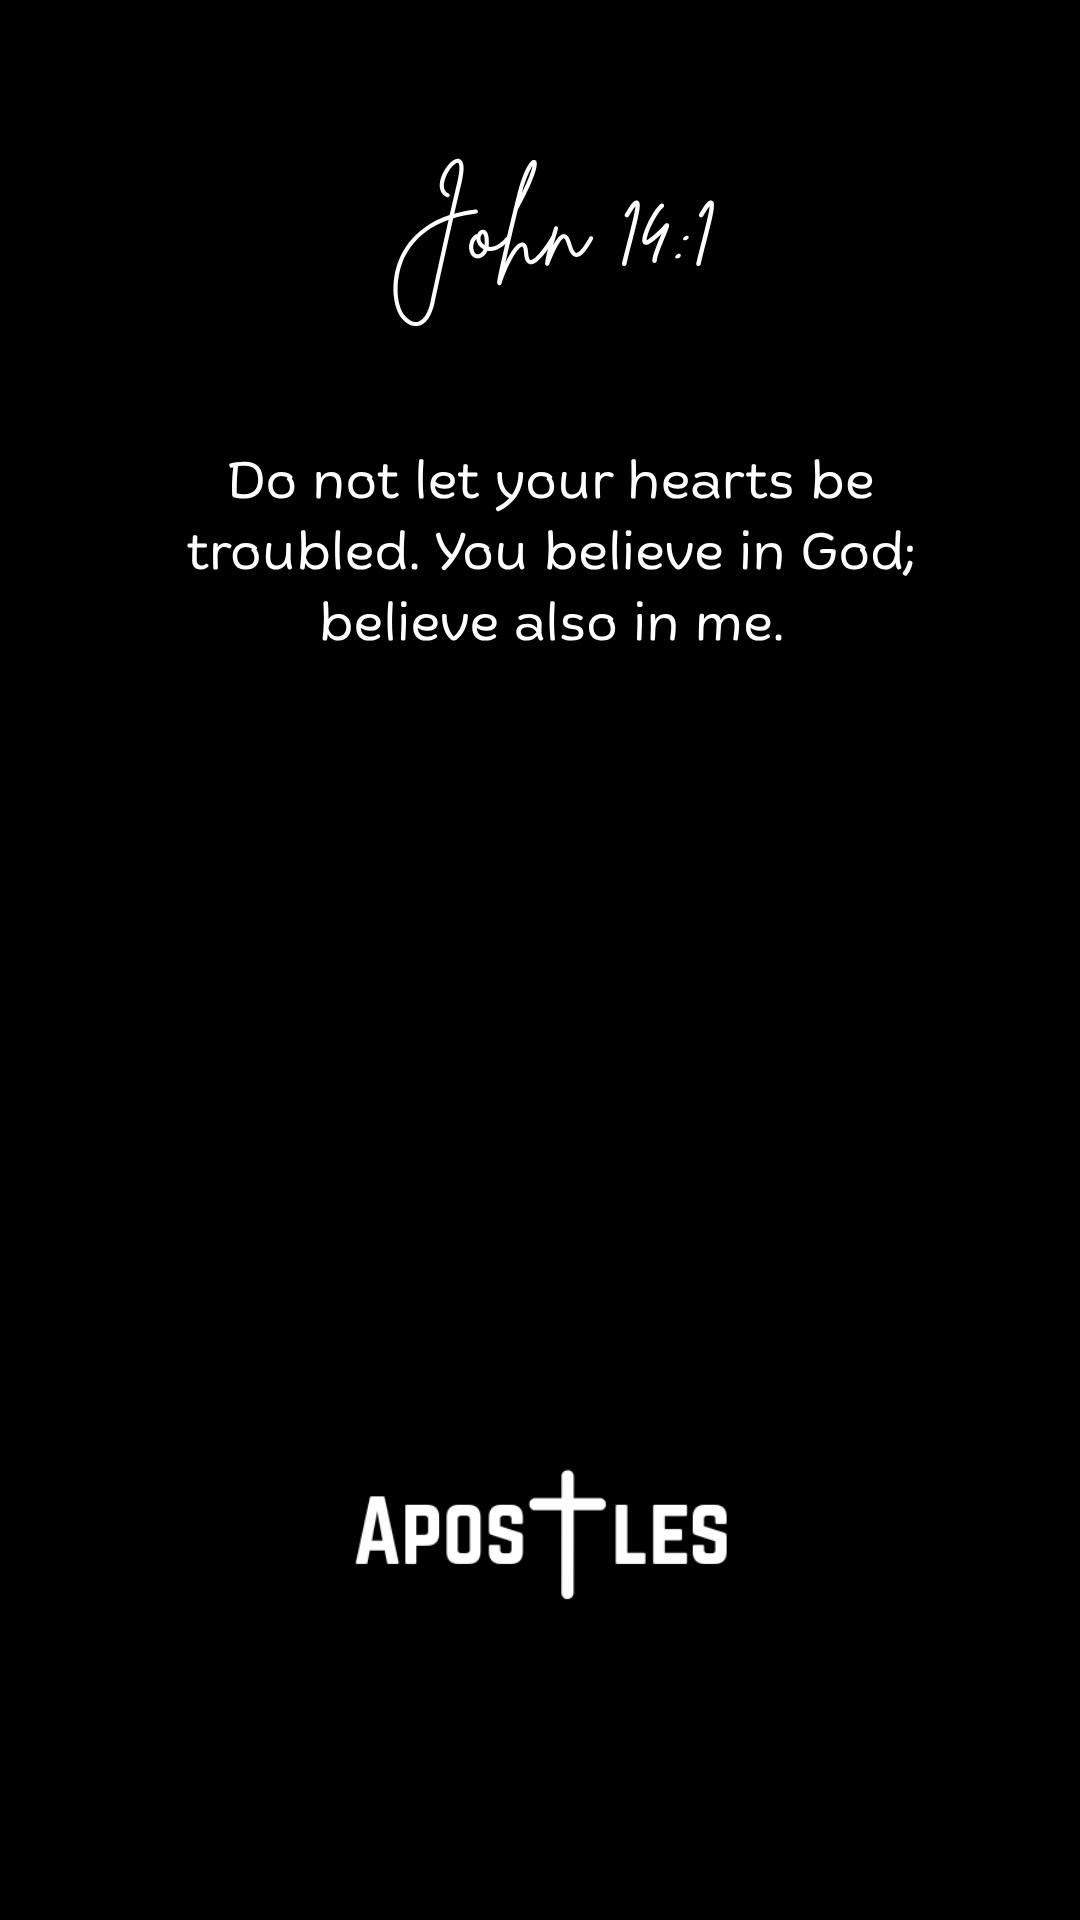 John 14:1
Do not let your hearts be
troubled. You believe in God;
believe also in me.
APOSTLES